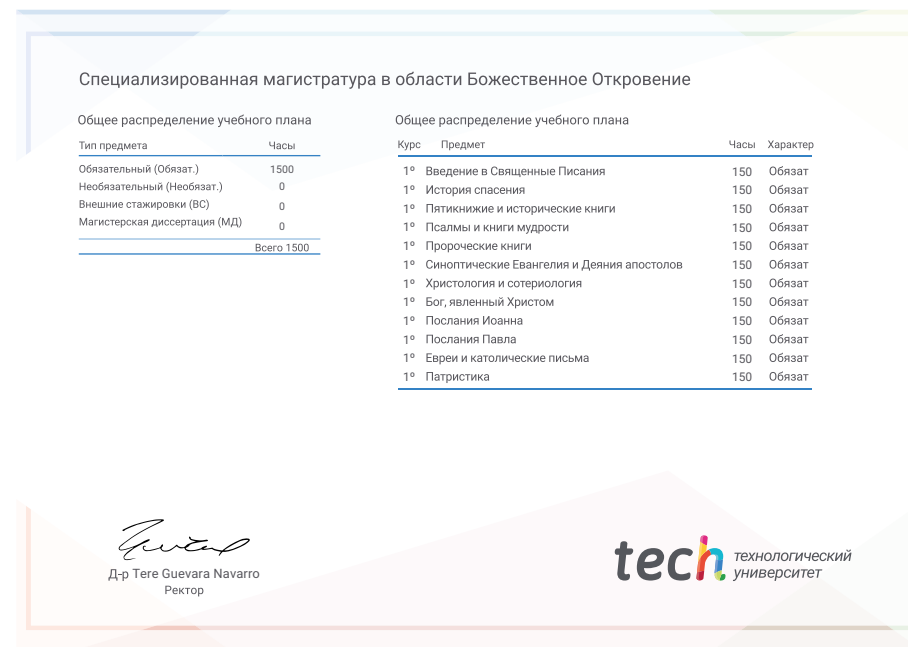 Специализированная магистратура в области Божественное Откровение
Общее распределение учебного плана
Тип предмета Часы
Обязательный (Обязат.) 1500
Необязательный (Необязат.) 0
Внешние стажировки (ВС) 0
Магистерская диссертация (МД) 0
Всего 1500
Общее распределение учебного плана
Курс Предмет Часы Характер
1º Введение в Священные Писания 150 Обязат
1º История спасения 150 Обязат
1º Пятикнижие и исторические книги 150 Обязат
1º Псалмы и книги мудрости 150 Обязат
1º Пророческие книги 150 Обязат
1º Синоптические Евангелия и Деяния апостолов 150 Обязат
1º Христология и сотериология 150 Обязат
1º Бог, явленный Христом 150 Обязат
1º Послания Иоанна 150 Обязат
1º Послания Павла 150 Обязат
1º Евреи и католические письма 150 Обязат
1º Патристика 150 Обязат
Д-р Tere Guevara Navarro
Ректор
tech технологический
университет